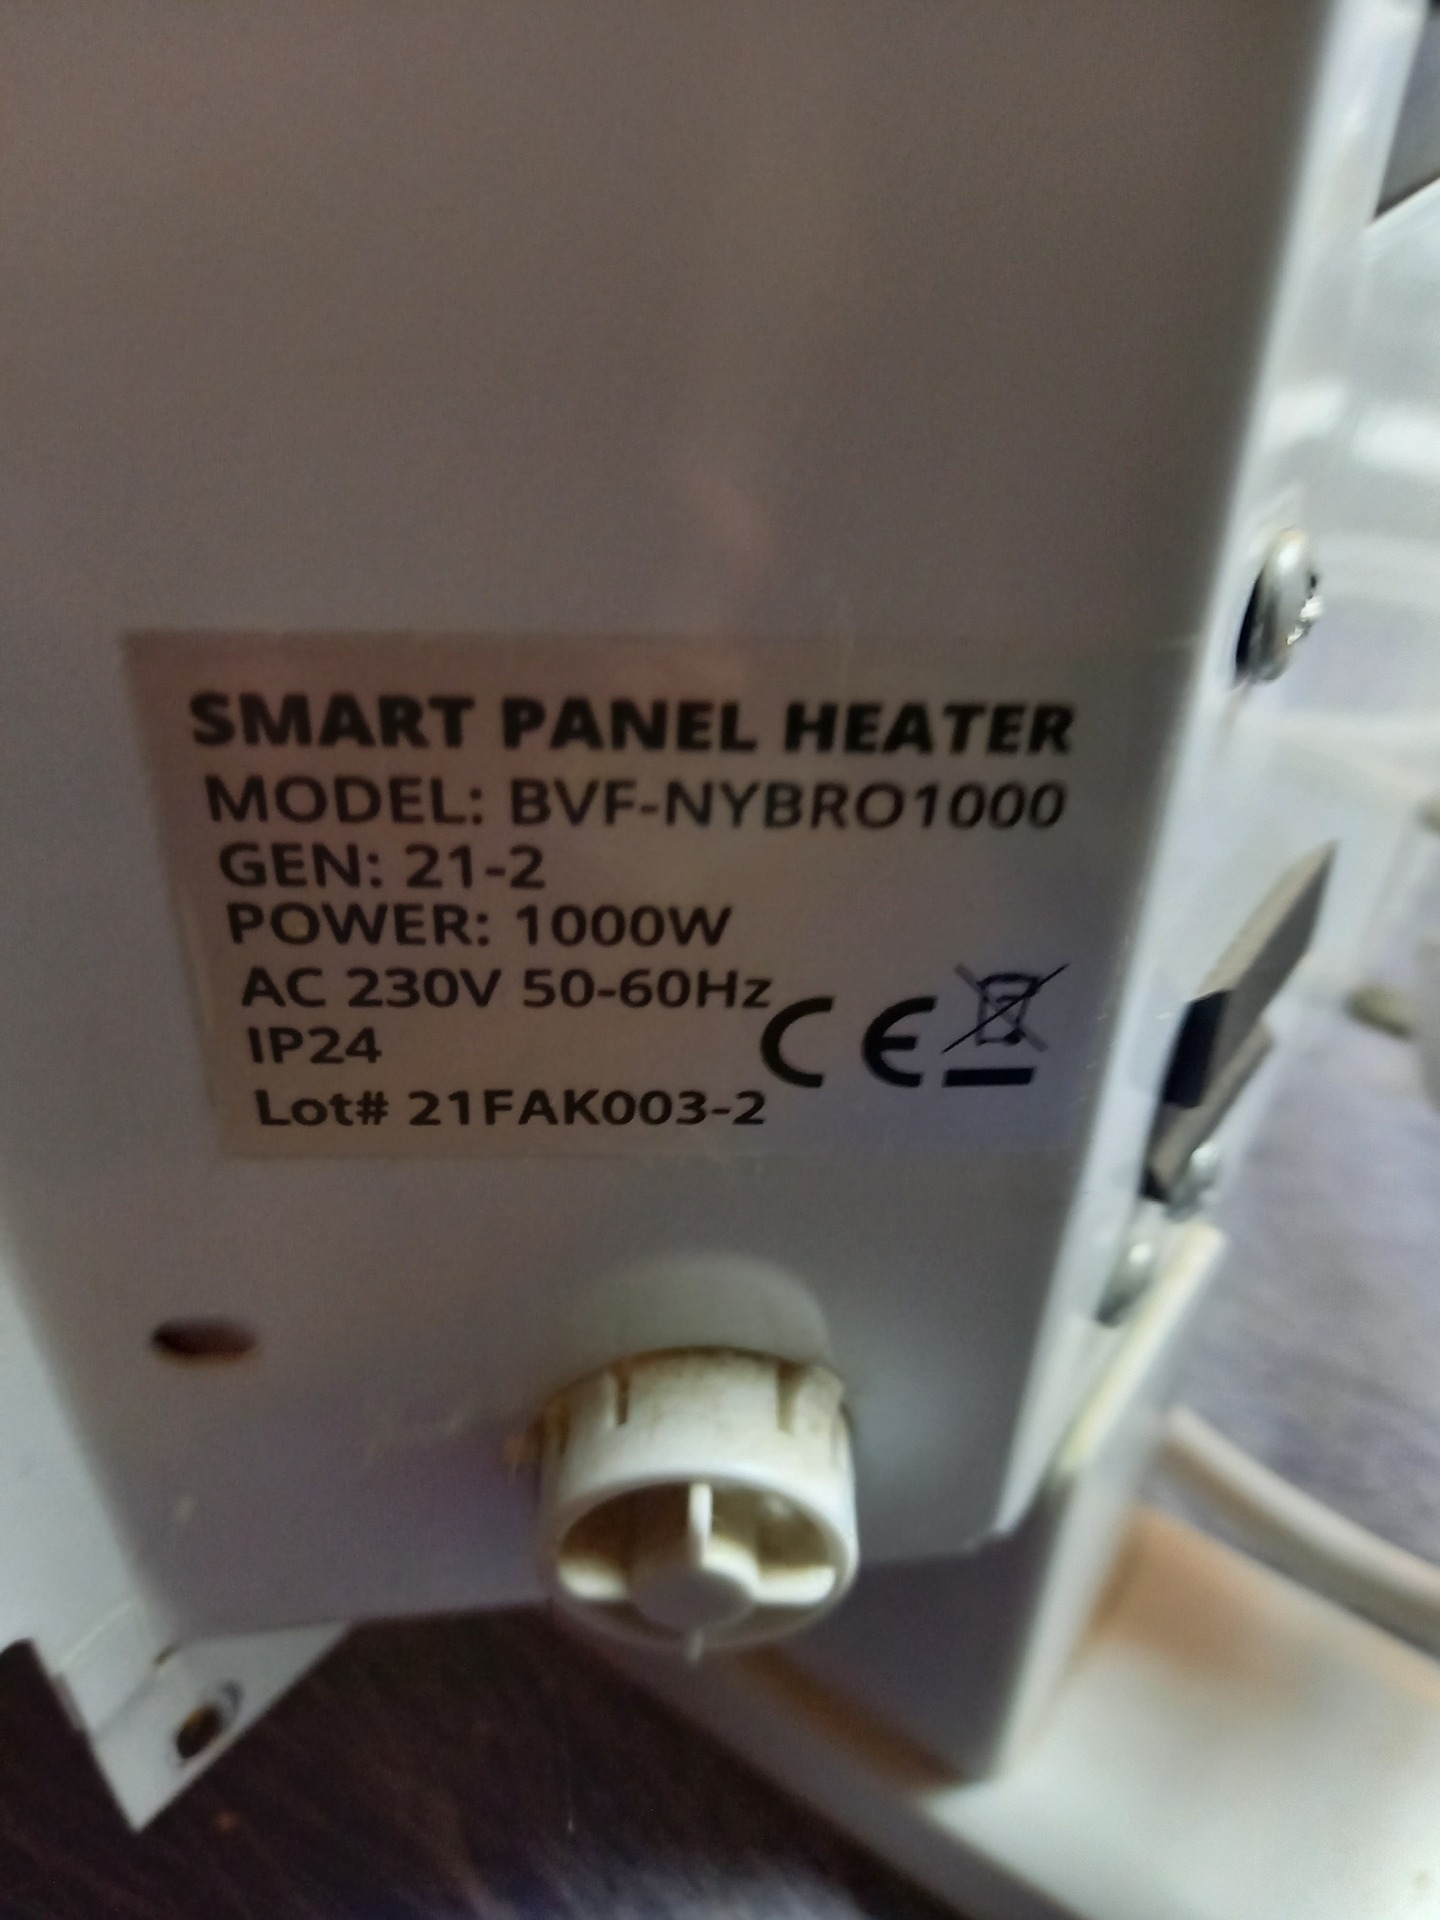 SMART PANEL HEATER
MODEL: BVF-NYBRO1000
GEN: 21-2
POWER: 1000W
AC 230V 50-60Hz
IP24
CE
Lot# 21FAK003-2